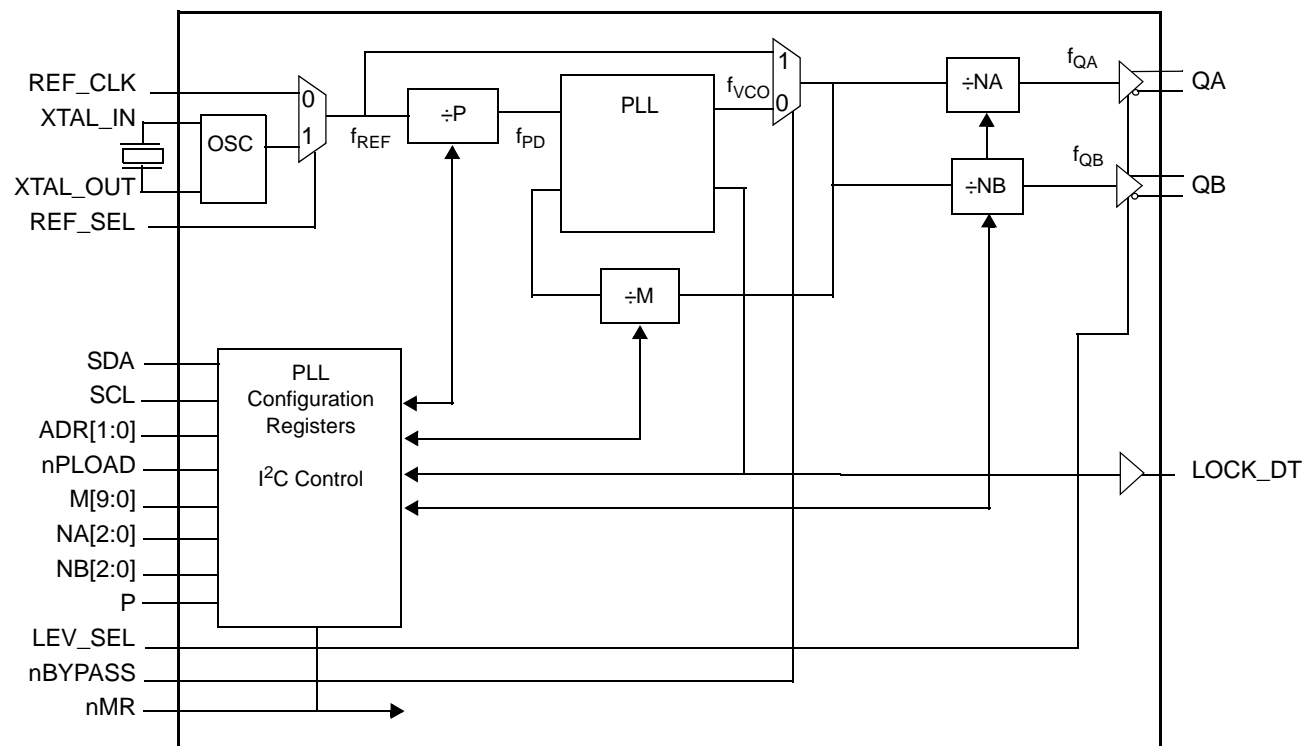 REF_CLK
XTAL_IN
XTAL_OUT
REF_SEL
OSC
0
1
fREF
÷P
fPD
PLL
fVCO
1
0
÷M
÷NA
÷NB
fQA
fQB
QA
QB
SDA
SCL
ADR[1:0]
nPLOAD
M[9:0]
NA[2:0]
NB[2:0]
P
LEV_SEL
nBYPASS
nMR
PLL
Configuration
Registers
I²C Control
LOCK_DT